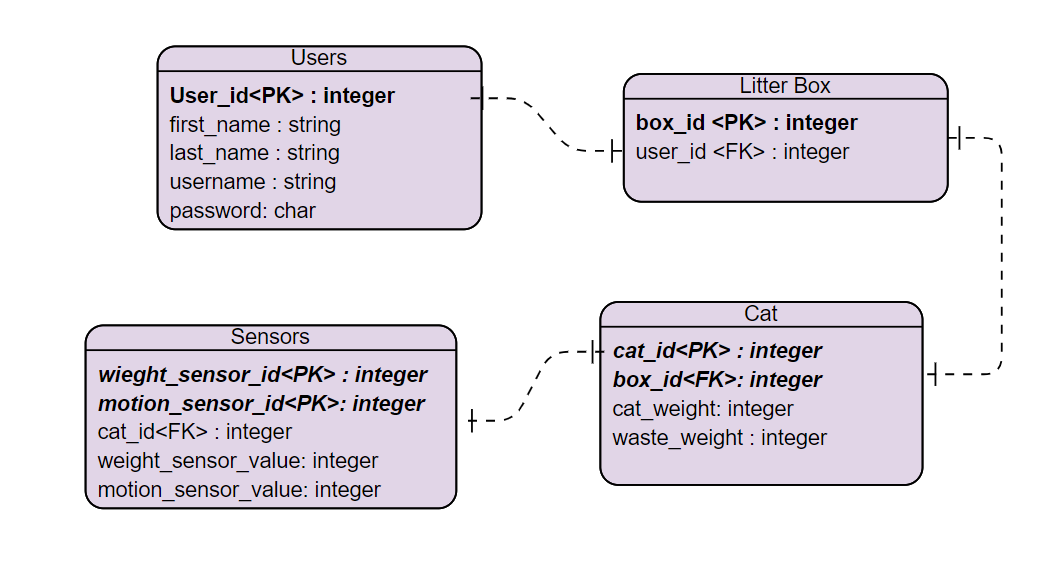 Users
User_id<PK> : integer
first_name : string
last_name : string
username : string
password: char
Litter Box
box_id <PK> : integer
user_id <FK> : integer
Sensors
wieght_sensor_id<PK> : integer
motion_sensor_id<PK>: integer
cat_id<FK> : integer
weight_sensor_value: integer
motion_sensor_value: integer
Cat
cat_id<PK> : integer
box_id<FK>: integer
cat_weight: integer
waste_weight : integer